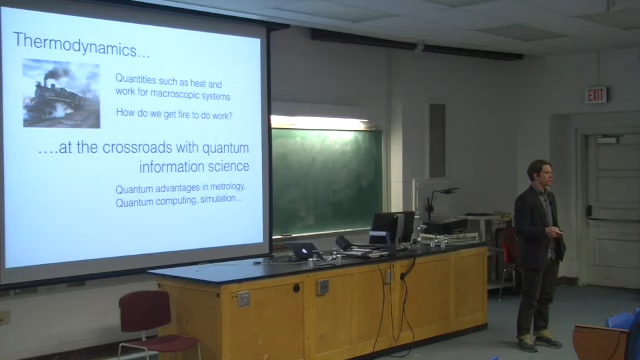 Thermodynamics…
Quantities such as heat and
work for macroscopic systems
How do we get fire to do work?
….at the crossroads with quantum
information science
Quantum advantages in metrology,
Quantum computing, simulation…
EXIT